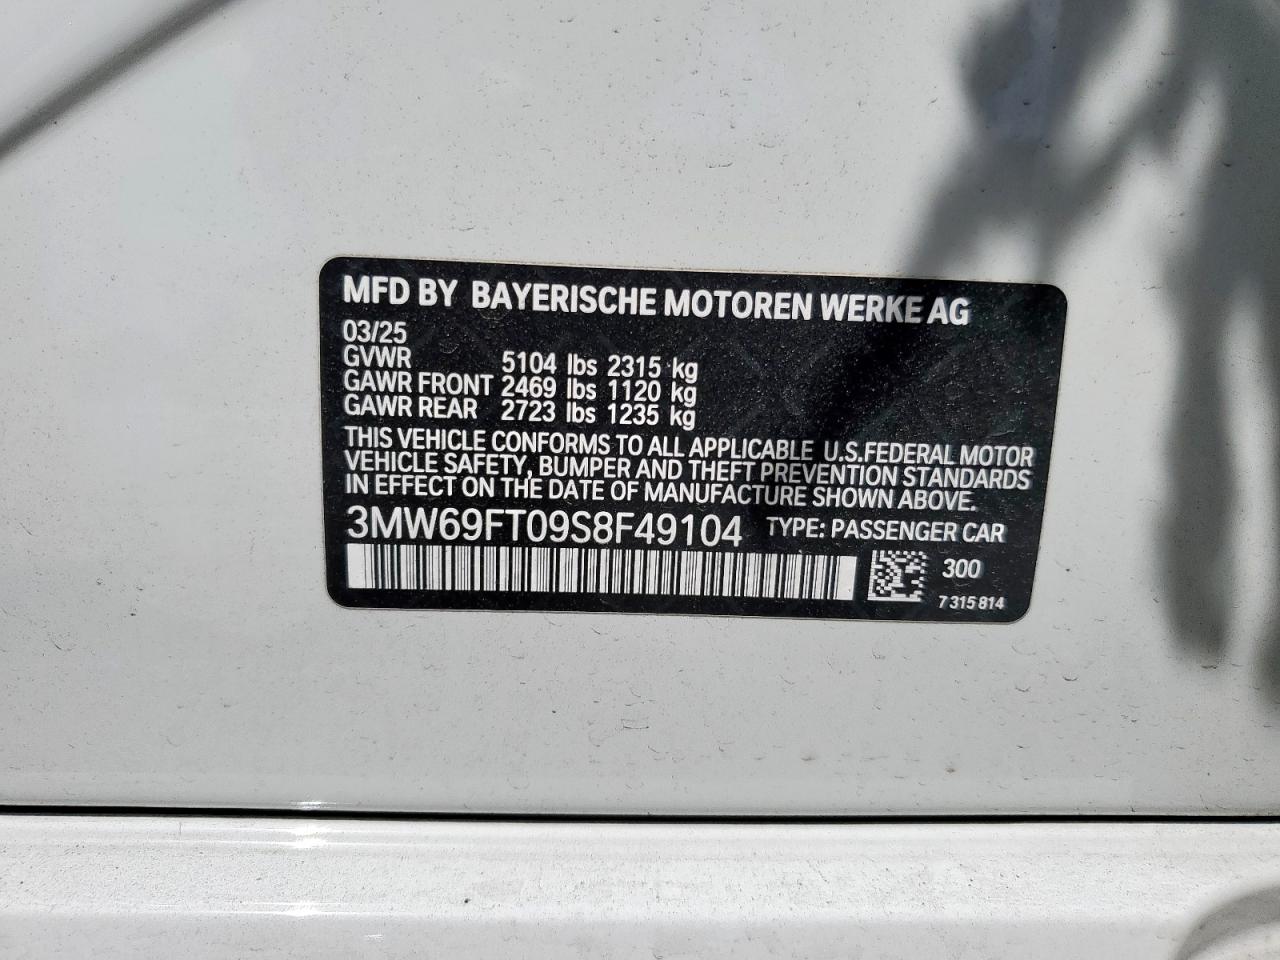 MFD BY BAYERISCHE MOTOREN WERKE AG
03/25
GVWR 5104 lbs 2315 kg
GAWR FRONT 2469 lbs 1120 kg
GAWR REAR 2723 lbs 1235 kg
THIS VEHICLE CONFORMS TO ALL APPLICABLE U.S.FEDERAL MOTOR
VEHICLE SAFETY, BUMPER AND THEFT PREVENTION STANDARDS
IN EFFECT ON THE DATE OF MANUFACTURE SHOWN ABOVE.
3MW69FT09S8F49104 TYPE: PASSENGER CAR
300
7 315 814